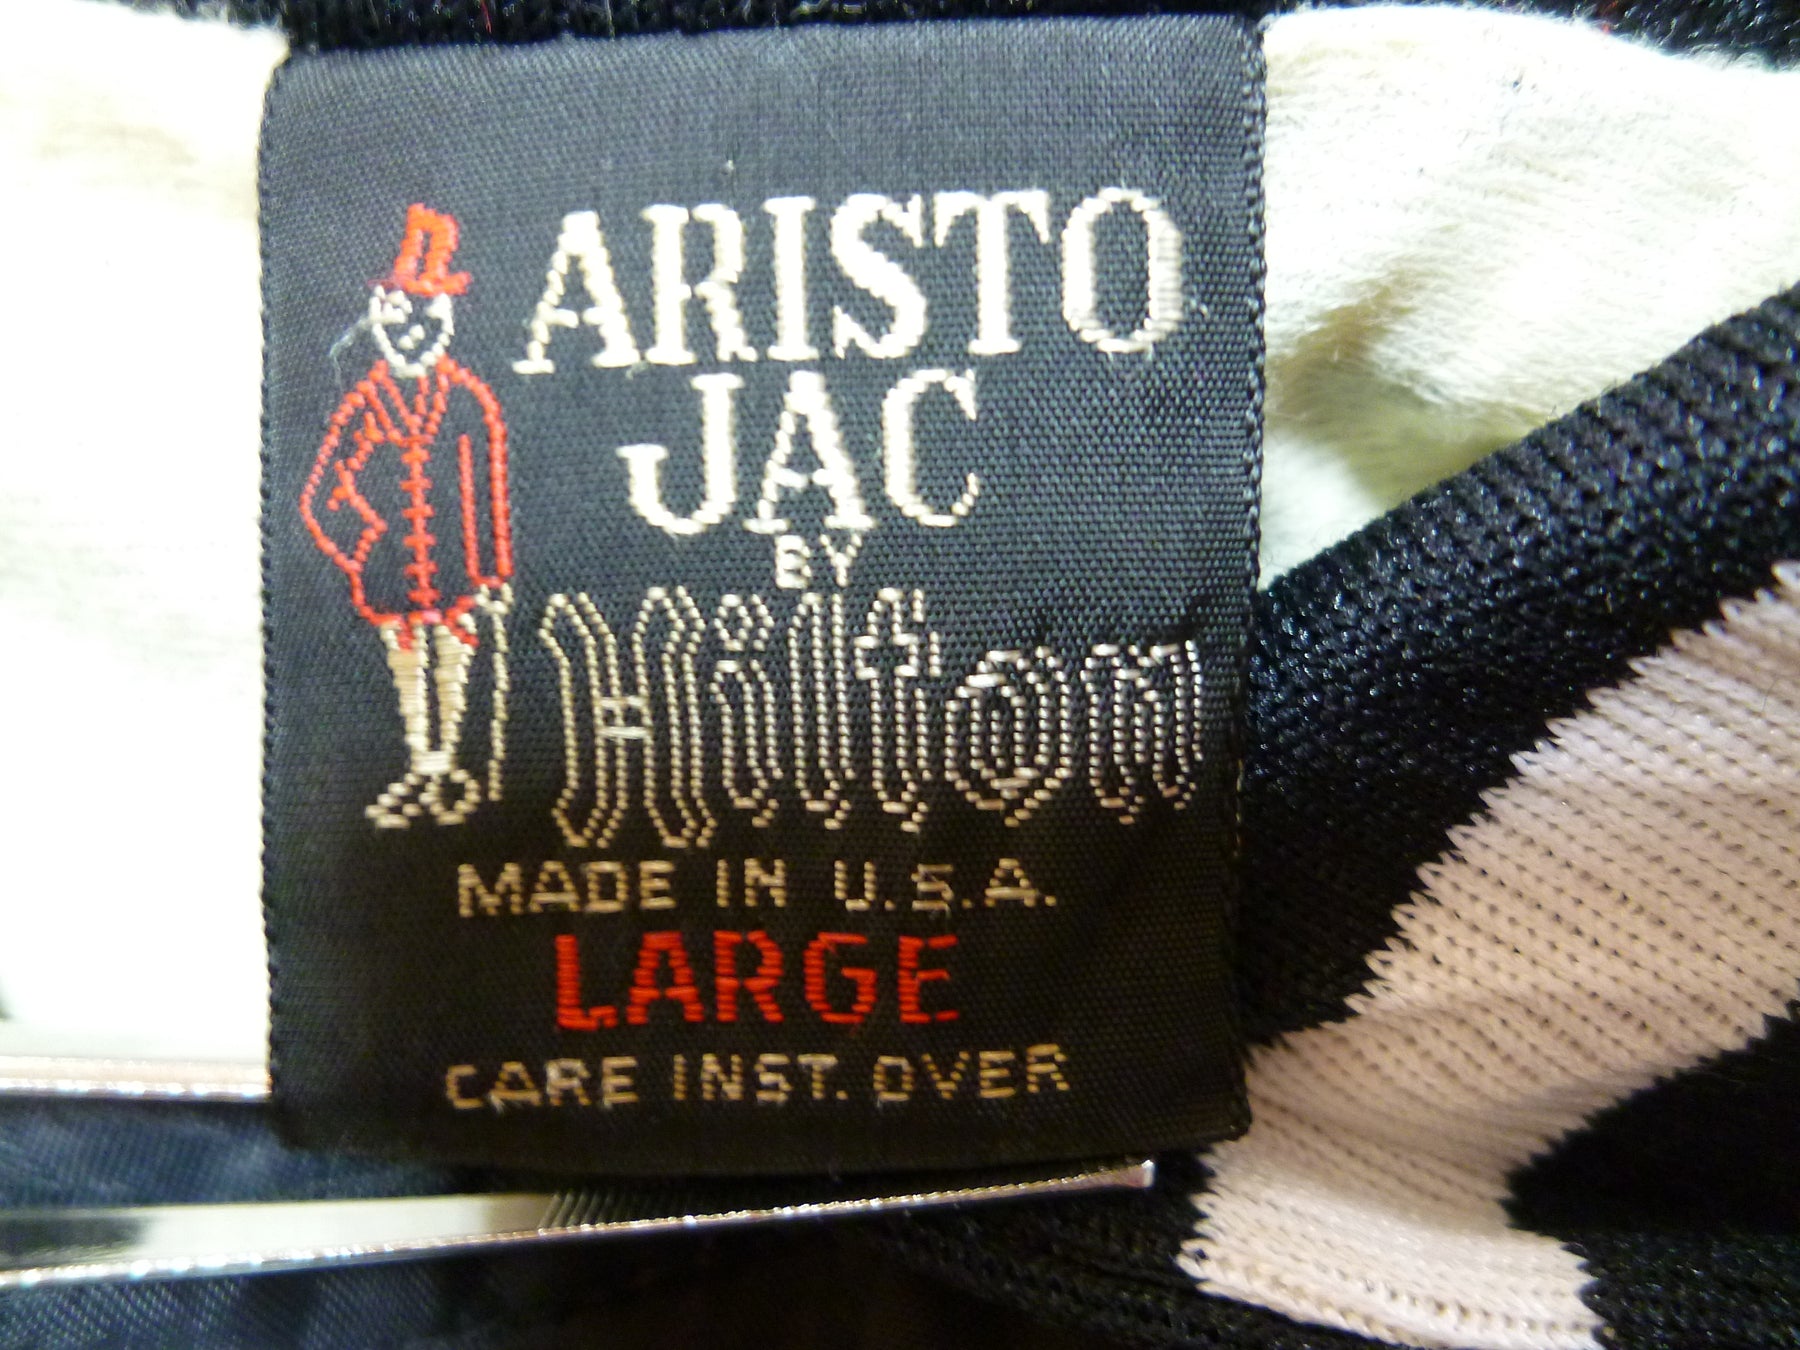 ARISTO
JAC
BY
Hilton
MADE IN U.S.A.
LARGE
CARE INST. OVER